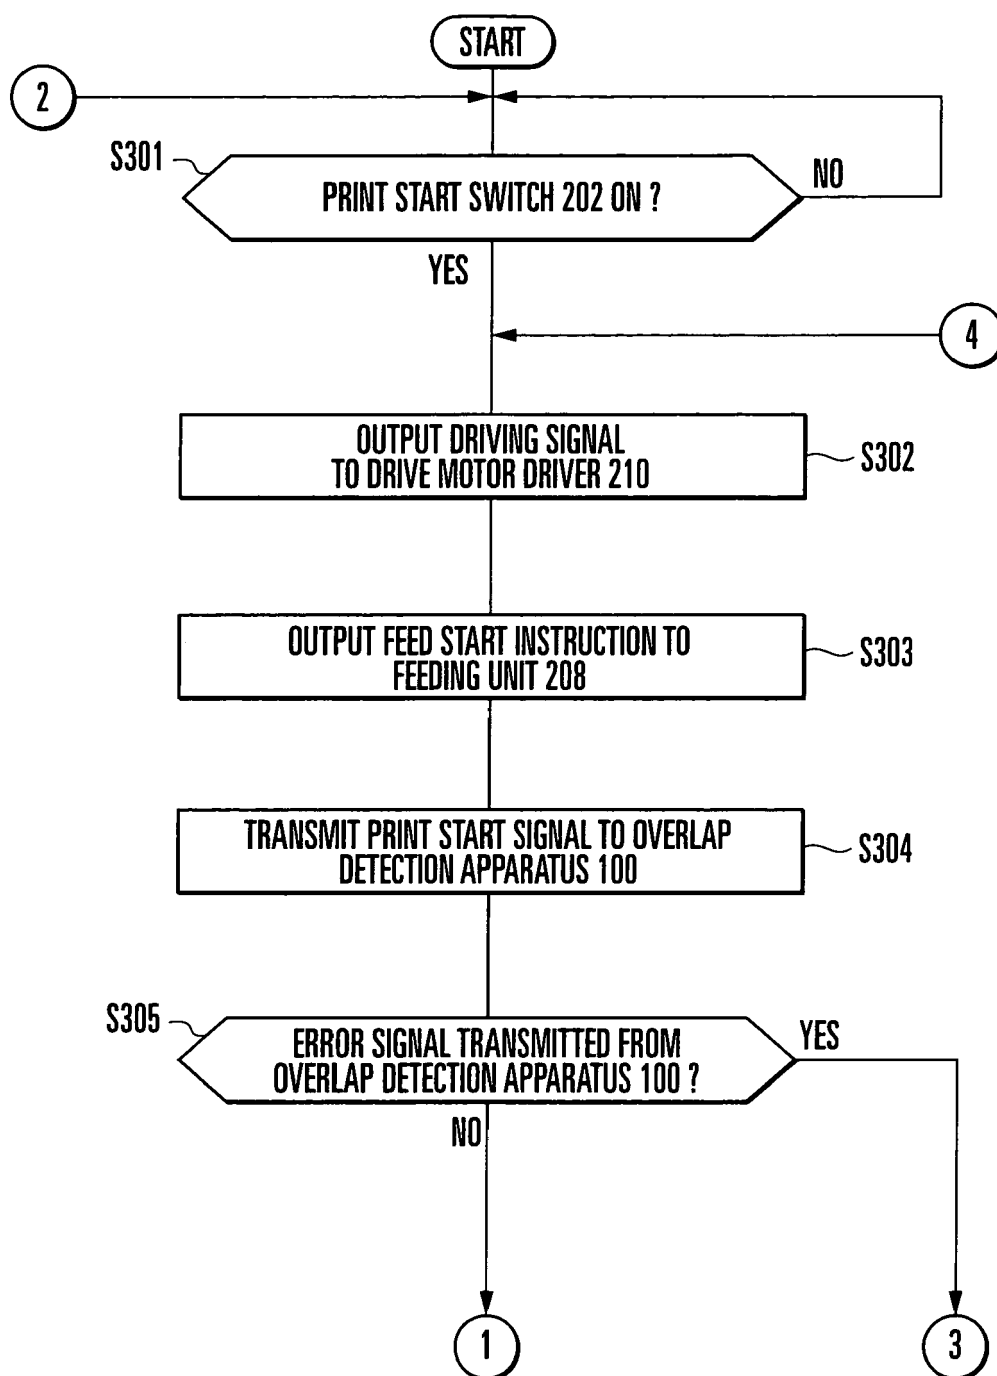 START
2
S301
PRINT START SWITCH 202 ON ?
NO
YES
4
OUTPUT DRIVING SIGNAL
TO DRIVE MOTOR DRIVER 210
S302
OUTPUT FEED START INSTRUCTION TO
FEEDING UNIT 208
S303
TRANSMIT PRINT START SIGNAL TO OVERLAP
DETECTION APPARATUS 100
S304
S305
ERROR SIGNAL TRANSMITTED FROM
OVERLAP DETECTION APPARATUS 100 ?
YES
NO
1
3